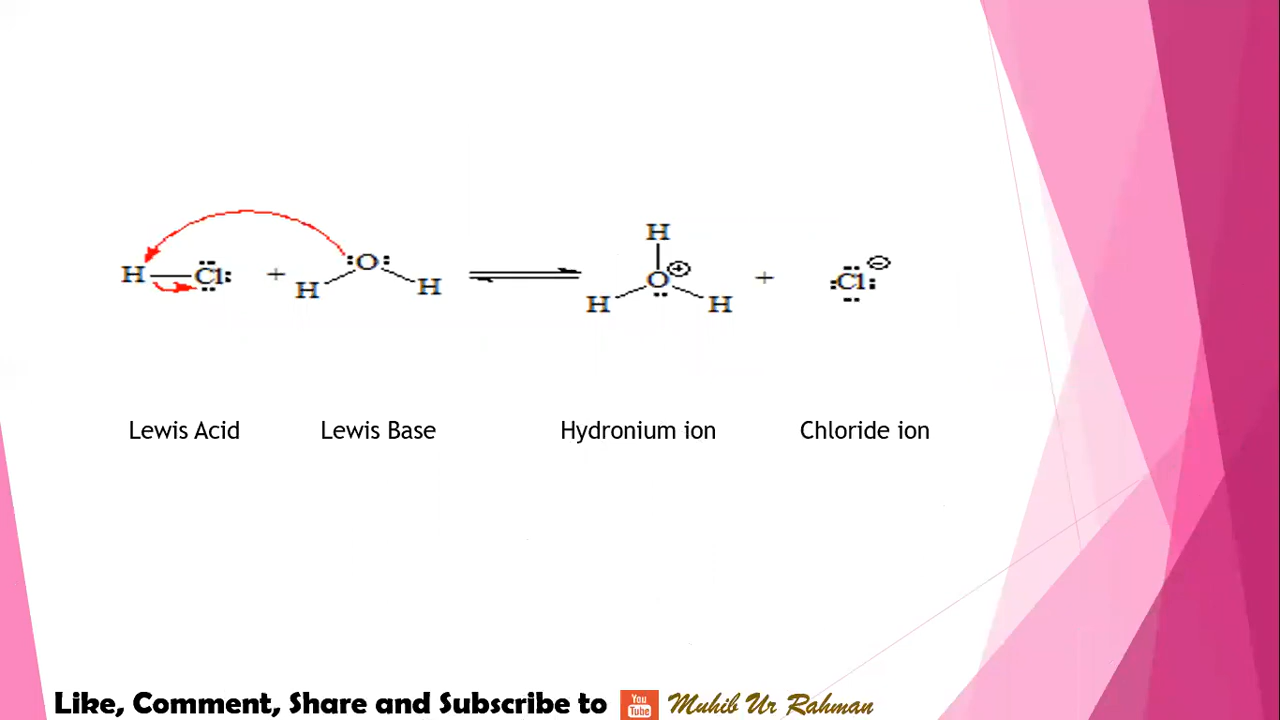 H
H—Cl + H O H ⇌ H O ⊕ H + Cl ⊖
Lewis Acid Lewis Base Hydronium ion Chloride ion
Like, Comment, Share and Subscribe to You Tube Muhib Ur Rahman